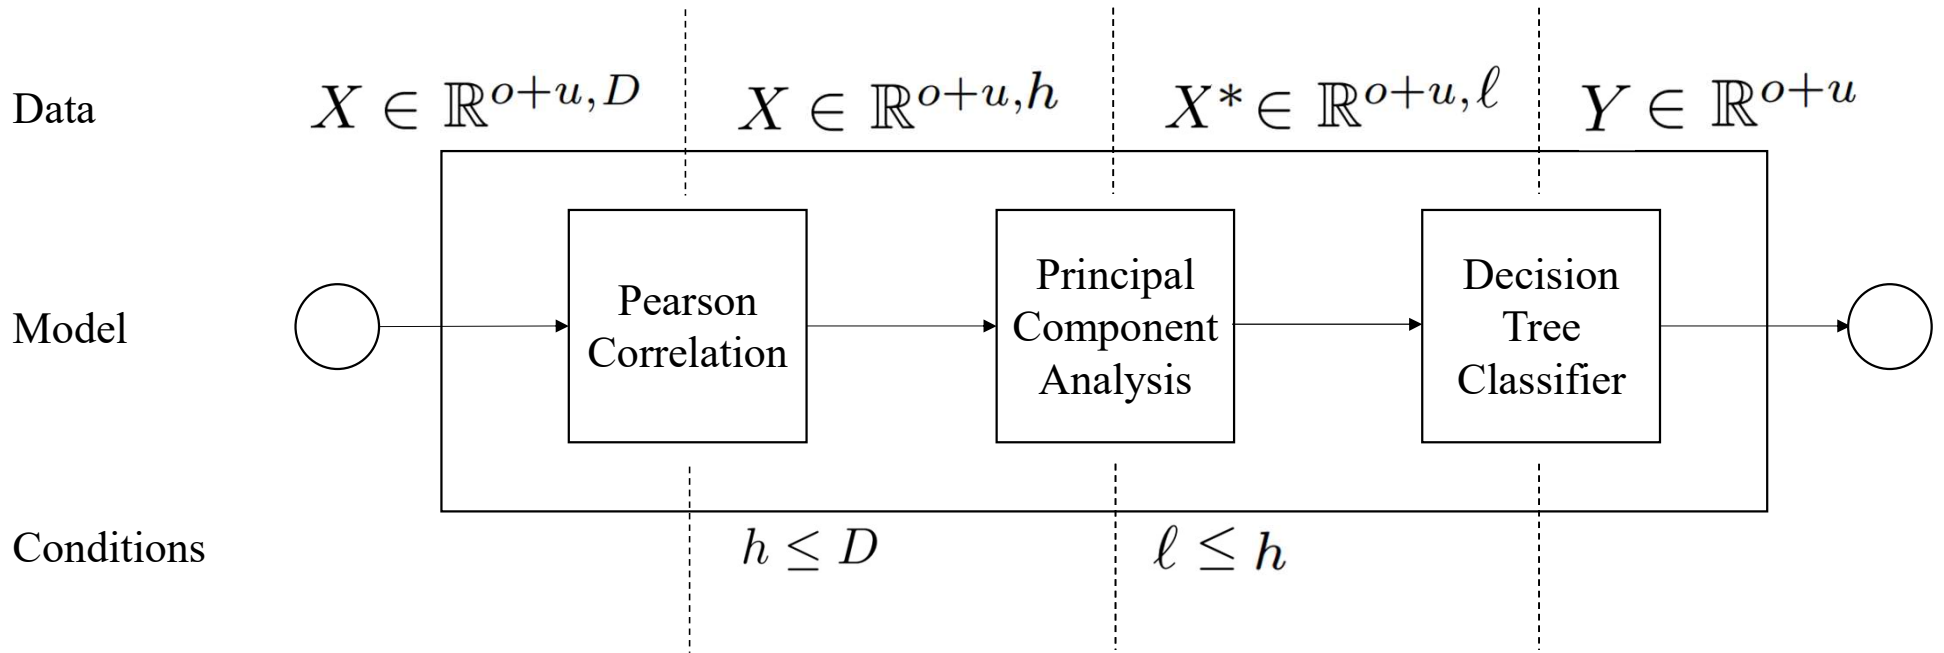 Data
X ∈ ℝ^{o+u, D}
X ∈ ℝ^{o+u, h}
X* ∈ ℝ^{o+u, ℓ}
Y ∈ ℝ^{o+u}
Model
Pearson
Correlation
Principal
Component
Analysis
Decision
Tree
Classifier
Conditions
h ≤ D
ℓ ≤ h